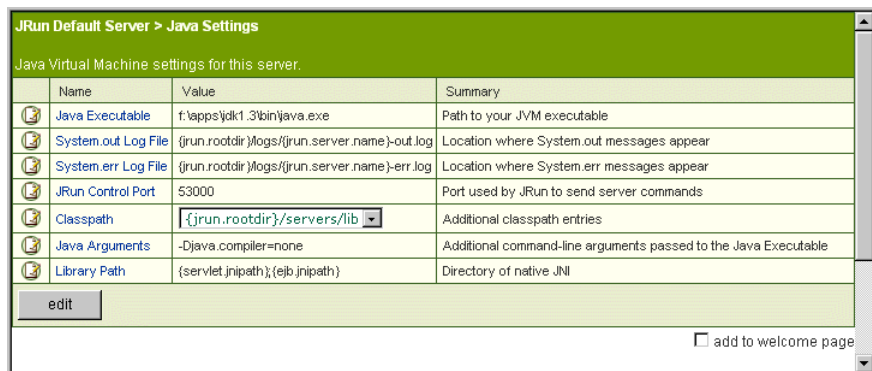 JRun Default Server > Java Settings
Java Virtual Machine settings for this server.
Name Value Summary
Java Executable f:\apps\jdk1.3\bin\java.exe Path to your JVM executable
System.out Log File {jrun.rootdir}/logs/{jrun.server.name}-out.log Location where System.out messages appear
System.err Log File {jrun.rootdir}/logs/{jrun.server.name}-err.log Location where System.err messages appear
JRun Control Port 53000 Port used by JRun to send server commands
Classpath {jrun.rootdir}/servers/lib Additional classpath entries
Java Arguments -Djava.compiler=none Additional command-line arguments passed to the Java Executable
Library Path {servlet.jnipath};{ejb.jnipath} Directory of native JNI
edit
add to welcome page